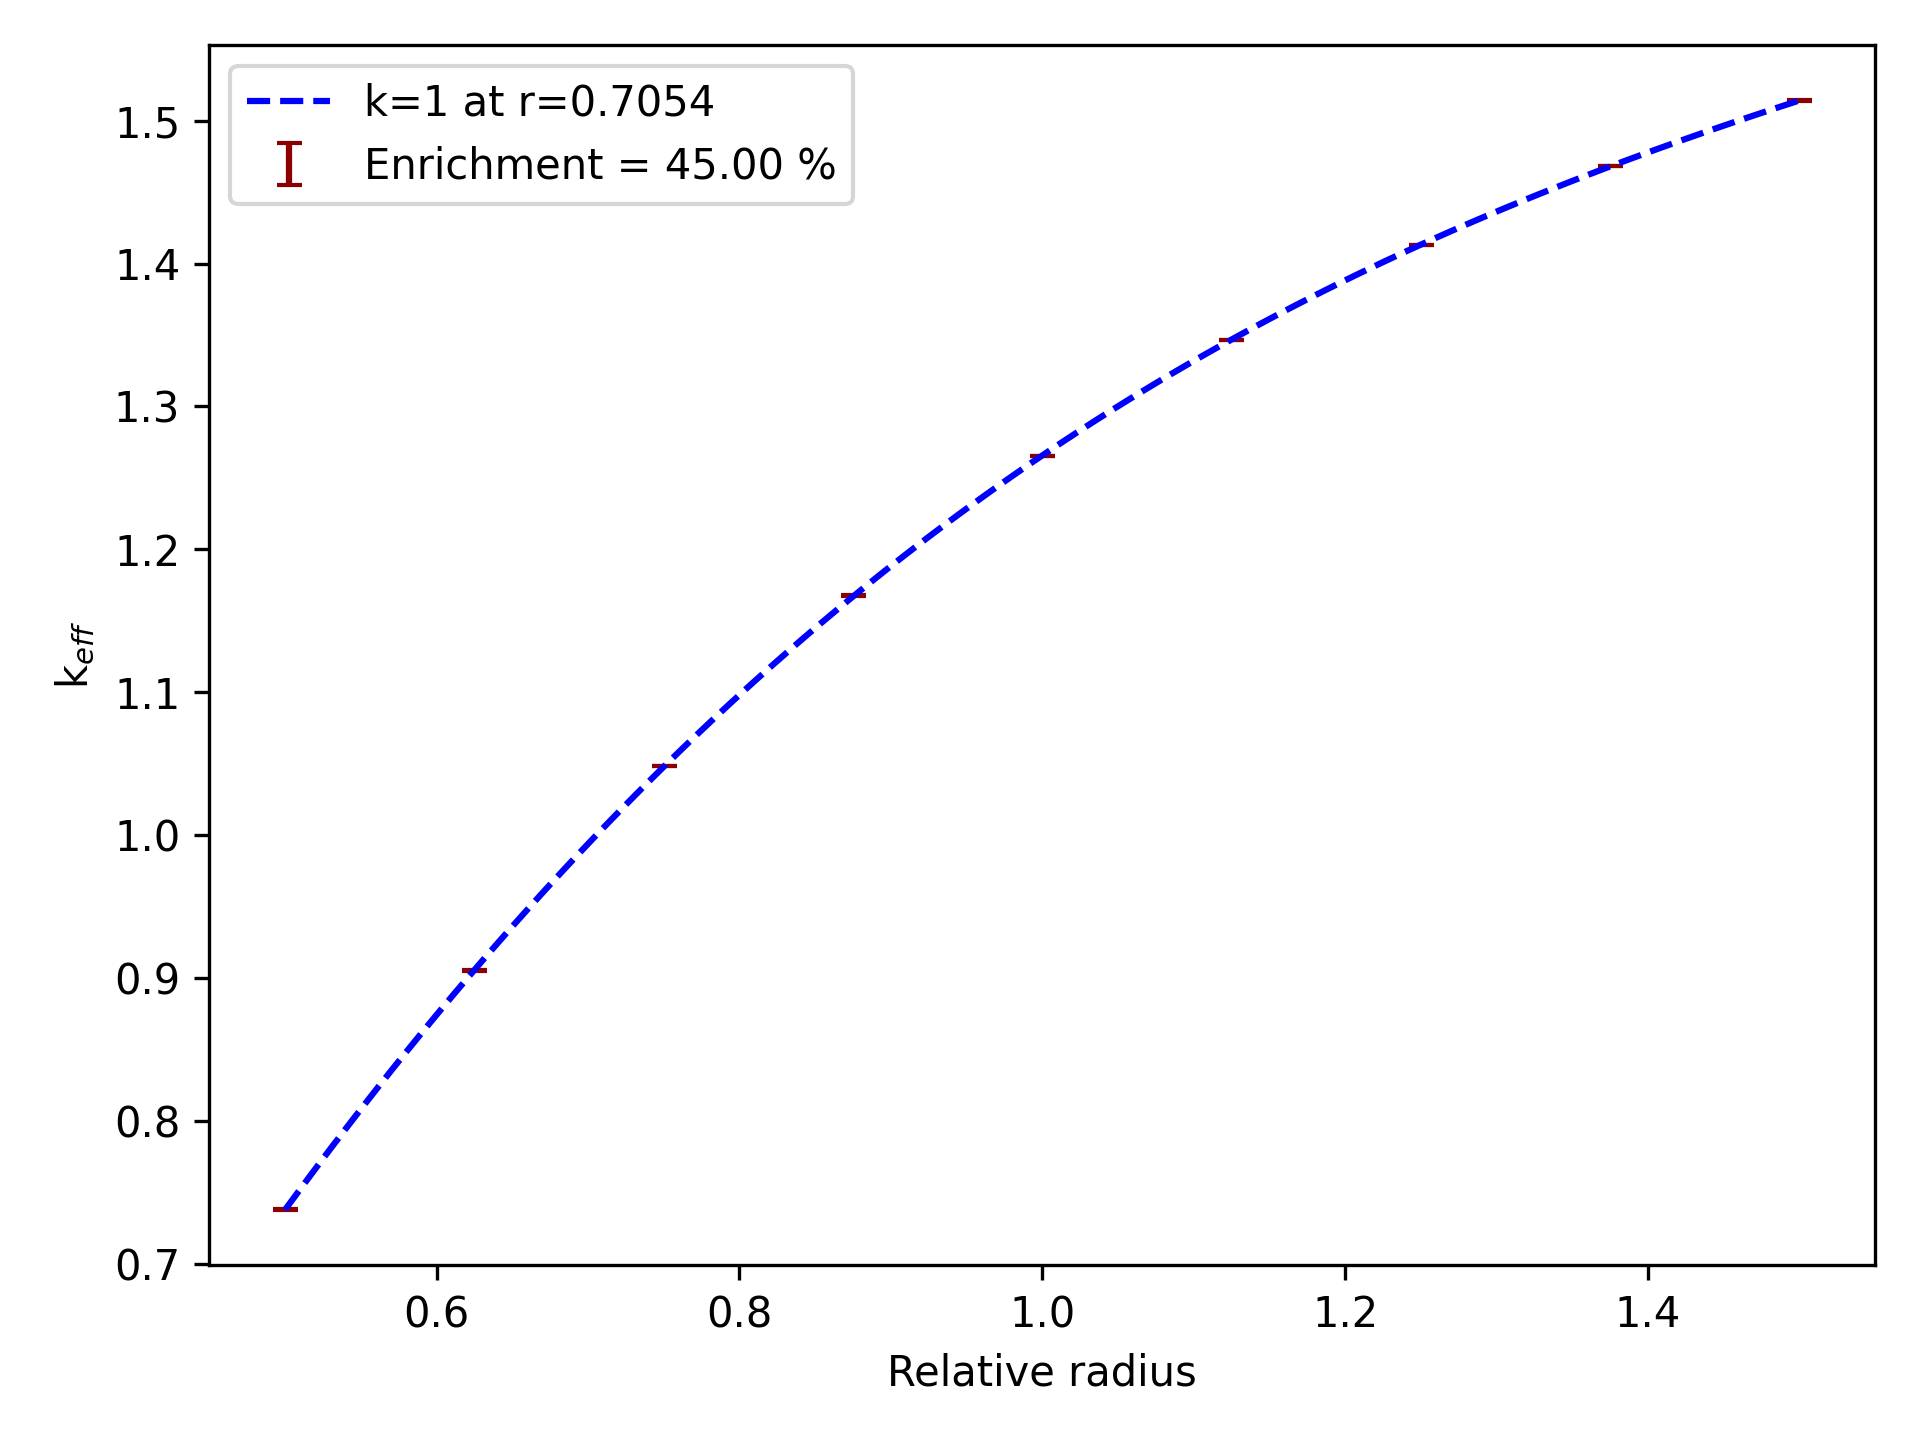 k=1 at r=0.7054
Enrichment = 45.00 %
1.5
1.4
1.3
1.2
1.1
1.0
0.9
0.8
0.7
keff
0.6 0.8 1.0 1.2 1.4
Relative radius